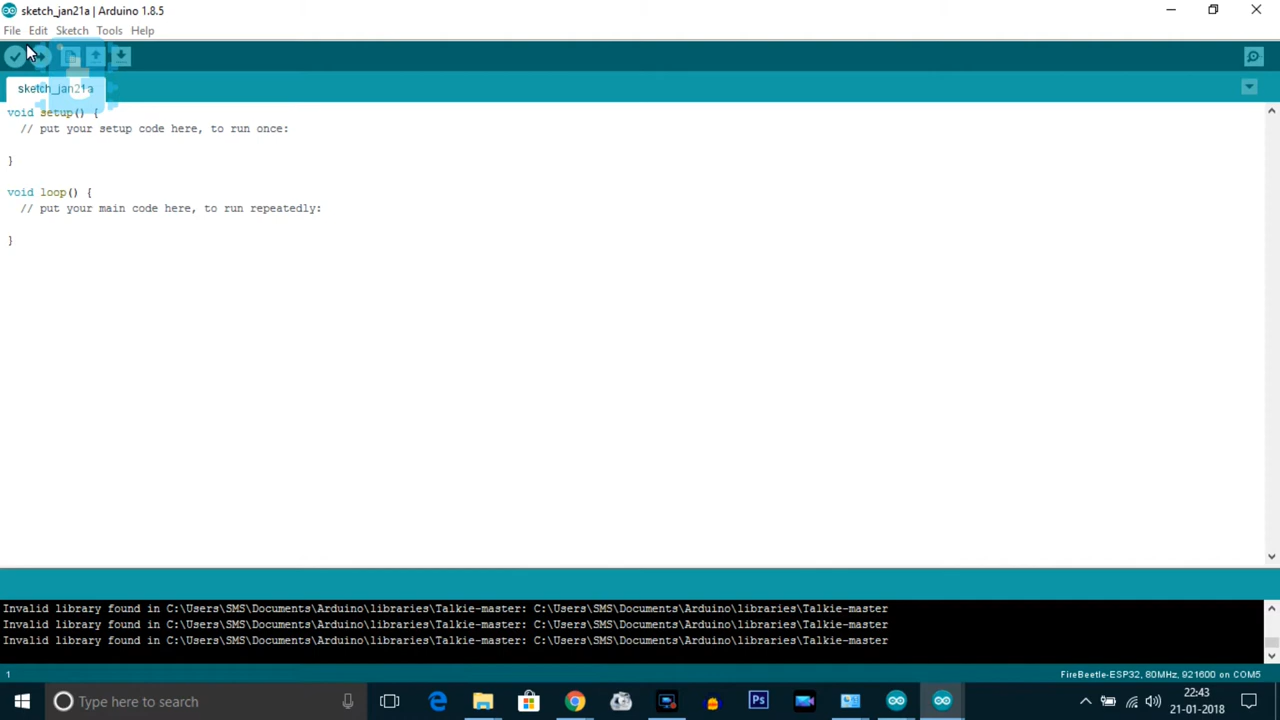 sketch_jan21a | Arduino 1.8.5
File Edit Sketch Tools Help
sketch_jan21a
void setup() {
// put your setup code here, to run once:
}
void loop() {
// put your main code here, to run repeatedly:
}
Invalid library found in C:\Users\SMS\Documents\Arduino\libraries\Talkie-master: C:\Users\SMS\Documents\Arduino\libraries\Talkie-master
Invalid library found in C:\Users\SMS\Documents\Arduino\libraries\Talkie-master: C:\Users\SMS\Documents\Arduino\libraries\Talkie-master
Invalid library found in C:\Users\SMS\Documents\Arduino\libraries\Talkie-master: C:\Users\SMS\Documents\Arduino\libraries\Talkie-master
1 FireBeetle-ESP32, 80MHz, 921600 on COM5
Type here to search
Ps
22:43
21-01-2018